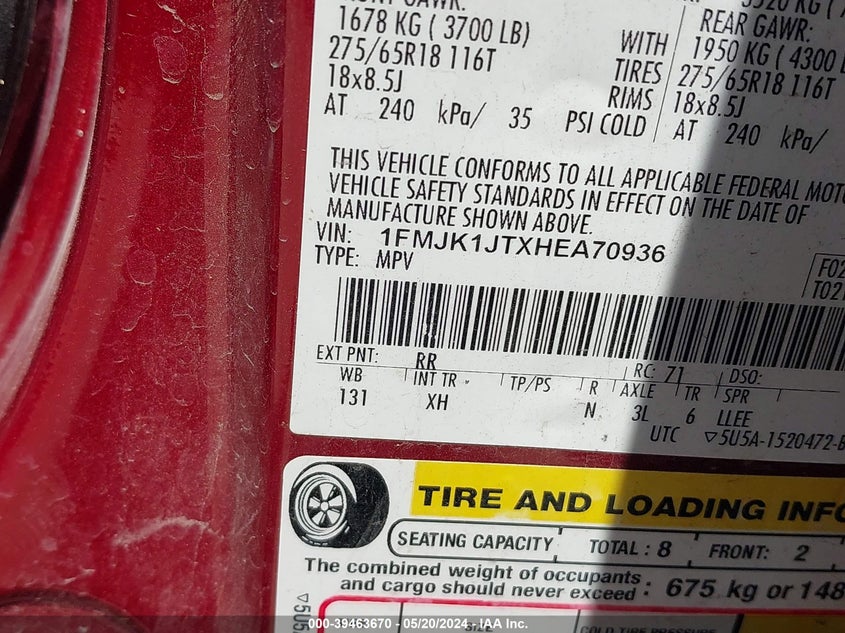 1678 KG ( 3700 LB)
275/65R18 116T
18x8.5J
AT 240 kPa/ 35 PSI COLD
WITH
TIRES
RIMS
REAR GAWR:
1950 KG ( 4300
275/65R18 116T
18x8.5J
AT 240 kPa/
THIS VEHICLE CONFORMS TO ALL APPLICABLE FEDERAL
VEHICLE SAFETY STANDARDS IN EFFECT ON THE DATE OF
MANUFACTURE SHOWN ABOVE.
VIN: 1FMJK1JTXHEA70936
TYPE: MPV
EXT PNT: RR RC: 71 DSO:
WB INT TR TP/PS R AXLE TR SPR
131 XH N 3L 6 LLEE
UTC ▽5U5A-1520472-
TIRE AND LOADING
SEATING CAPACITY TOTAL : 8 FRONT: 2
The combined weight of occupants
and cargo should never exceed : 675 kg or
000-39463670 - 05/20/2024 - IAA Inc.